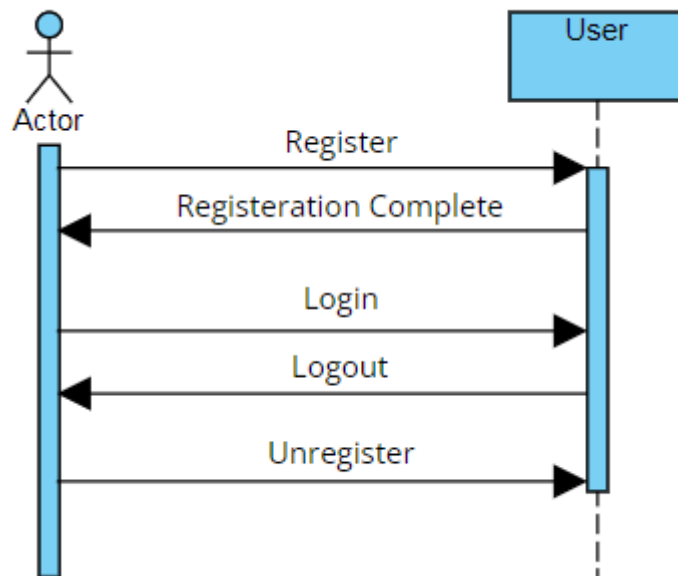 User
Actor
Register
Registeration Complete
Login
Logout
Unregister